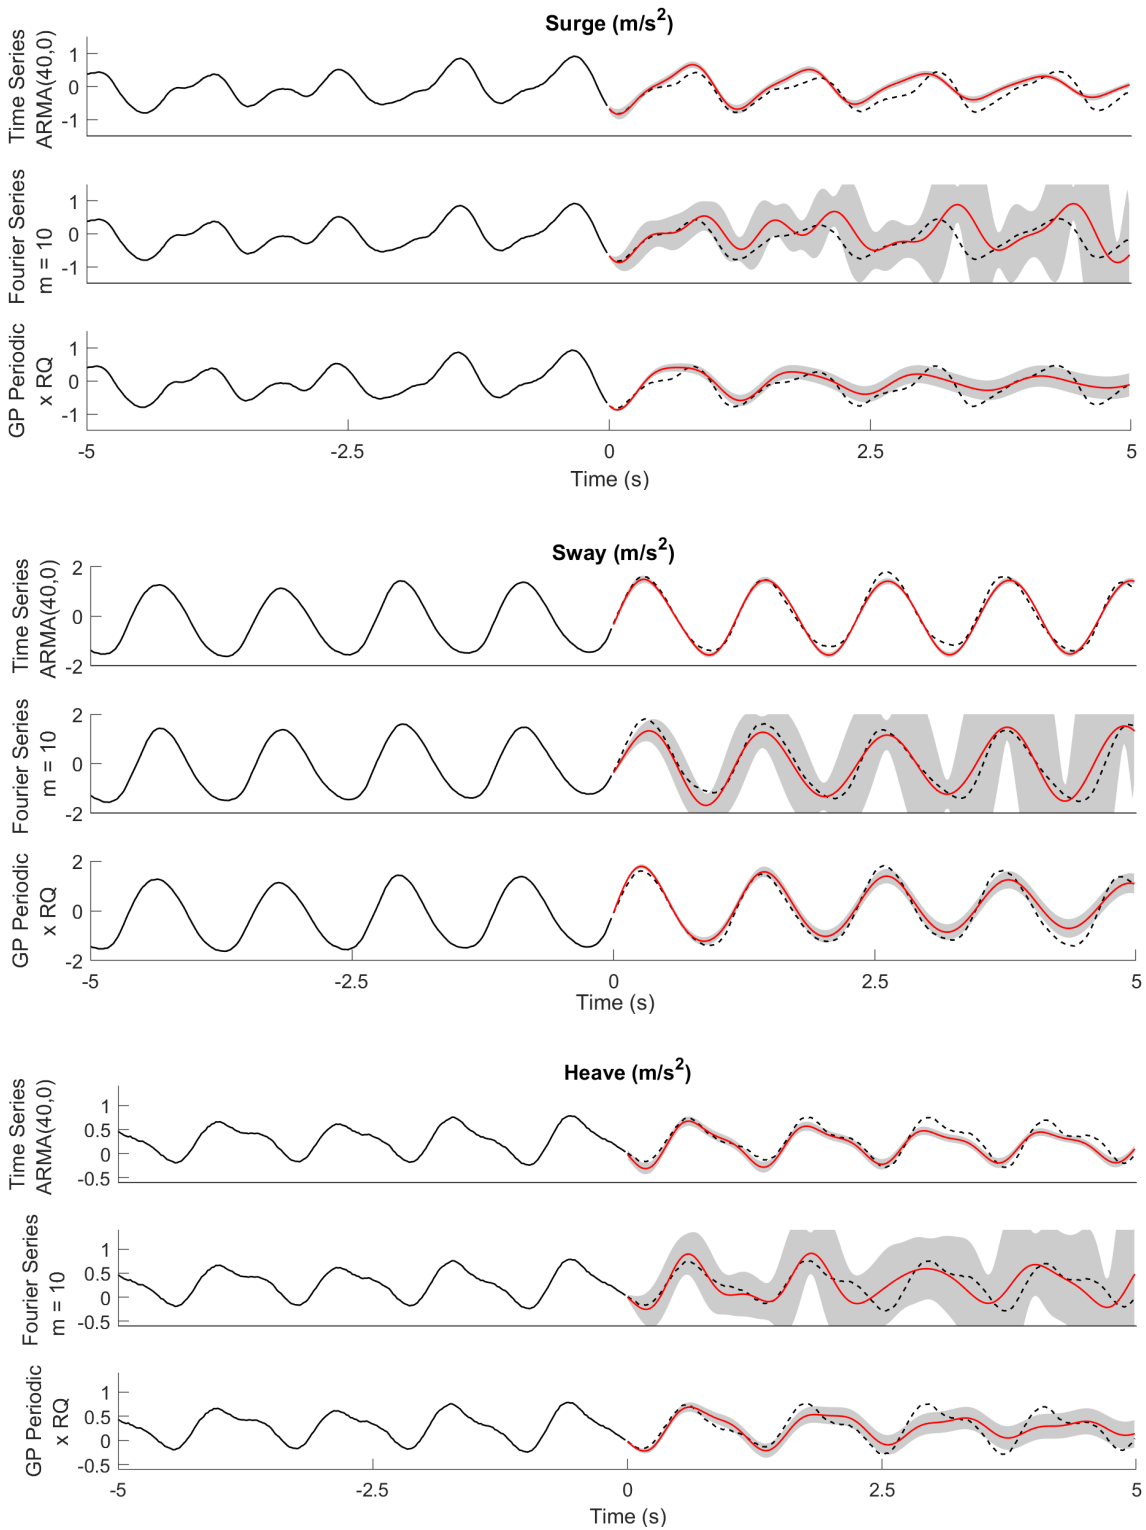 Surge (m/s2)
Time Series
ARMA(40,0)
1
0
-1
Fourier Series
m = 10
1
0
-1
GP Periodic
x RQ
1
0
-1
-5
-2.5
0
2.5
5
Time (s)
Sway (m/s2)
Time Series
ARMA(40,0)
2
0
-2
Fourier Series
m = 10
2
0
-2
GP Periodic
x RQ
2
0
-2
-5
-2.5
0
2.5
5
Time (s)
Heave (m/s2)
Time Series
ARMA(40,0)
1
0.5
0
-0.5
Fourier Series
m = 10
1
0.5
0
-0.5
GP Periodic
x RQ
1
0.5
0
-0.5
-5
-2.5
0
2.5
5
Time (s)